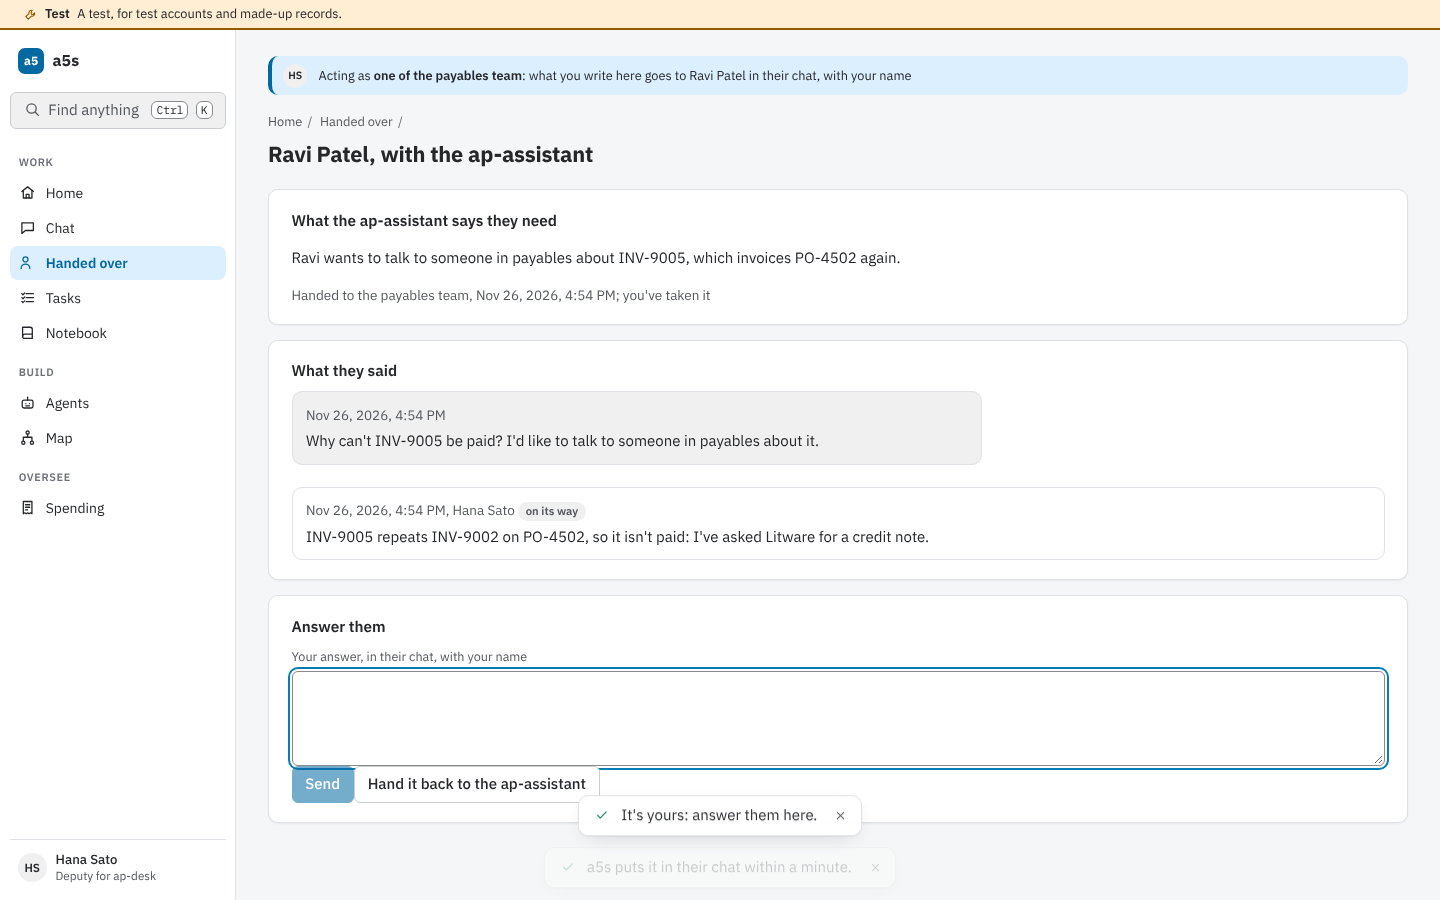 Test A test, for test accounts and made-up records.
a5 a5s
Find anything Ctrl K
WORK
Home
Chat
Handed over
Tasks
Notebook
BUILD
Agents
Map
OVERSEE
Spending
HS Hana Sato
Deputy for ap-desk
HS Acting as one of the payables team: what you write here goes to Ravi Patel in their chat, with your name
Home / Handed over /
Ravi Patel, with the ap-assistant
What the ap-assistant says they need
Ravi wants to talk to someone in payables about INV-9005, which invoices PO-4502 again.
Handed to the payables team, Nov 26, 2026, 4:54 PM; you've taken it
What they said
Nov 26, 2026, 4:54 PM
Why can't INV-9005 be paid? I'd like to talk to someone in payables about it.
Nov 26, 2026, 4:54 PM, Hana Sato on its way
INV-9005 repeats INV-9002 on PO-4502, so it isn't paid: I've asked Litware for a credit note.
Answer them
Your answer, in their chat, with your name
Send Hand it back to the ap-assistant
It's yours: answer them here.
a5s puts it in their chat within a minute.